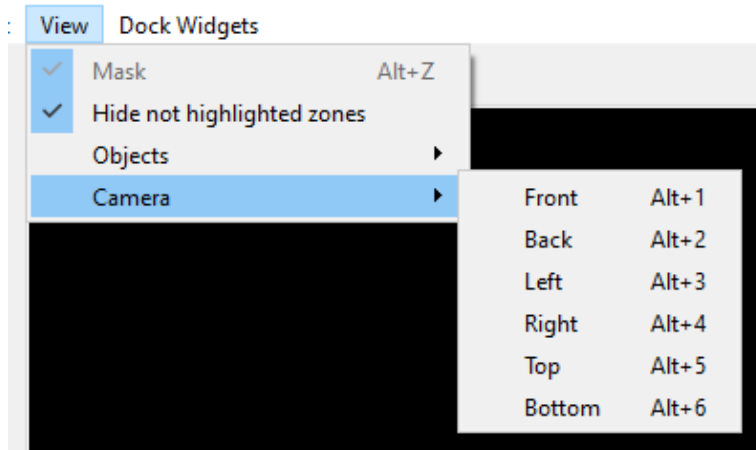 View Dock Widgets
Mask Alt+Z
Hide not highlighted zones
Objects
Camera
Front Alt+1
Back Alt+2
Left Alt+3
Right Alt+4
Top Alt+5
Bottom Alt+6